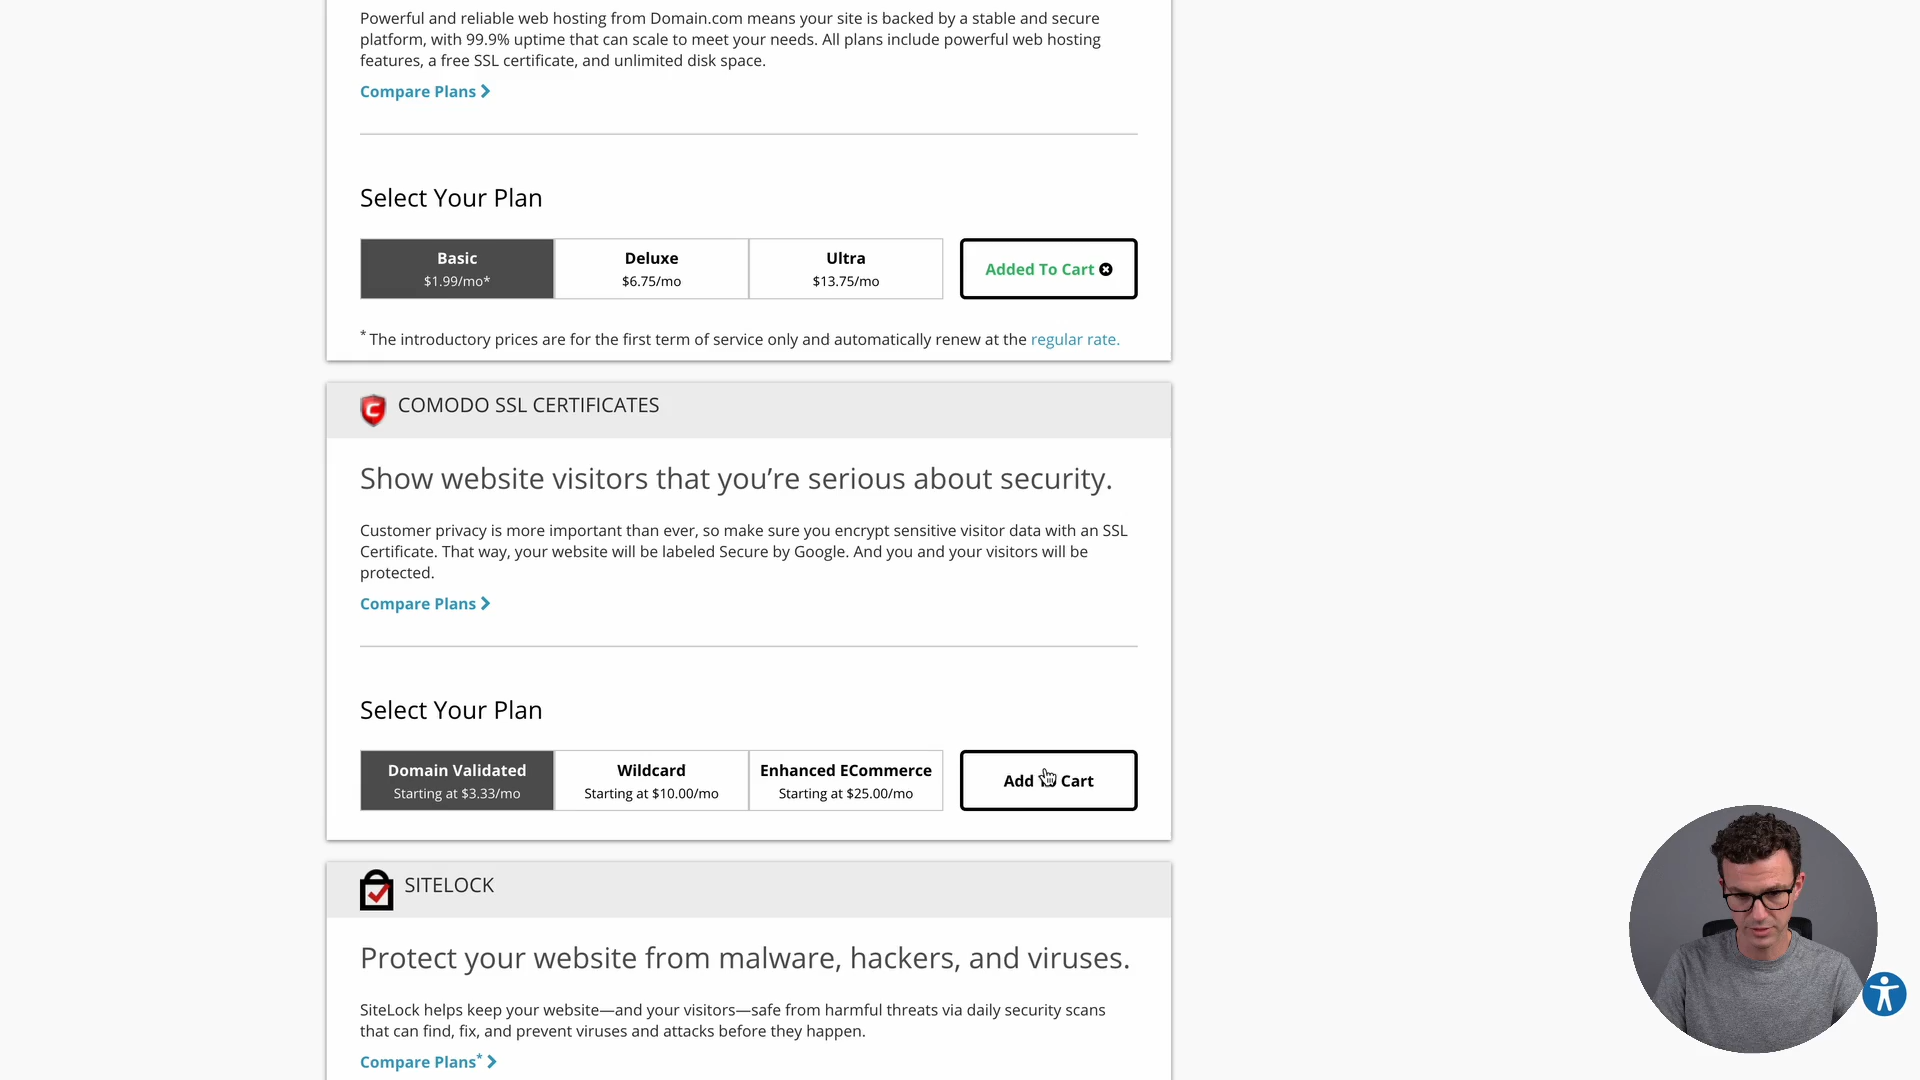 Powerful and reliable web hosting from Domain.com means your site is backed by a stable and secure
platform, with 99.9% uptime that can scale to meet your needs. All plans include powerful web hosting
features, a free SSL certificate, and unlimited disk space.
Compare Plans
Select Your Plan
Basic Deluxe Ultra
$1.99/mo* $6.75/mo $13.75/mo
Added To Cart
* The introductory prices are for the first term of service only and automatically renew at the regular rate.
COMODO SSL CERTIFICATES
Show website visitors that you’re serious about security.
Customer privacy is more important than ever, so make sure you encrypt sensitive visitor data with an SSL
Certificate. That way, your website will be labeled Secure by Google. And you and your visitors will be
protected.
Compare Plans
Select Your Plan
Domain Validated Wildcard Enhanced ECommerce
Starting at $3.33/mo Starting at $10.00/mo Starting at $25.00/mo
Add To Cart
SITELOCK
Protect your website from malware, hackers, and viruses.
SiteLock helps keep your website—and your visitors—safe from harmful threats via daily security scans
that can find, fix, and prevent viruses and attacks before they happen.
Compare Plans*